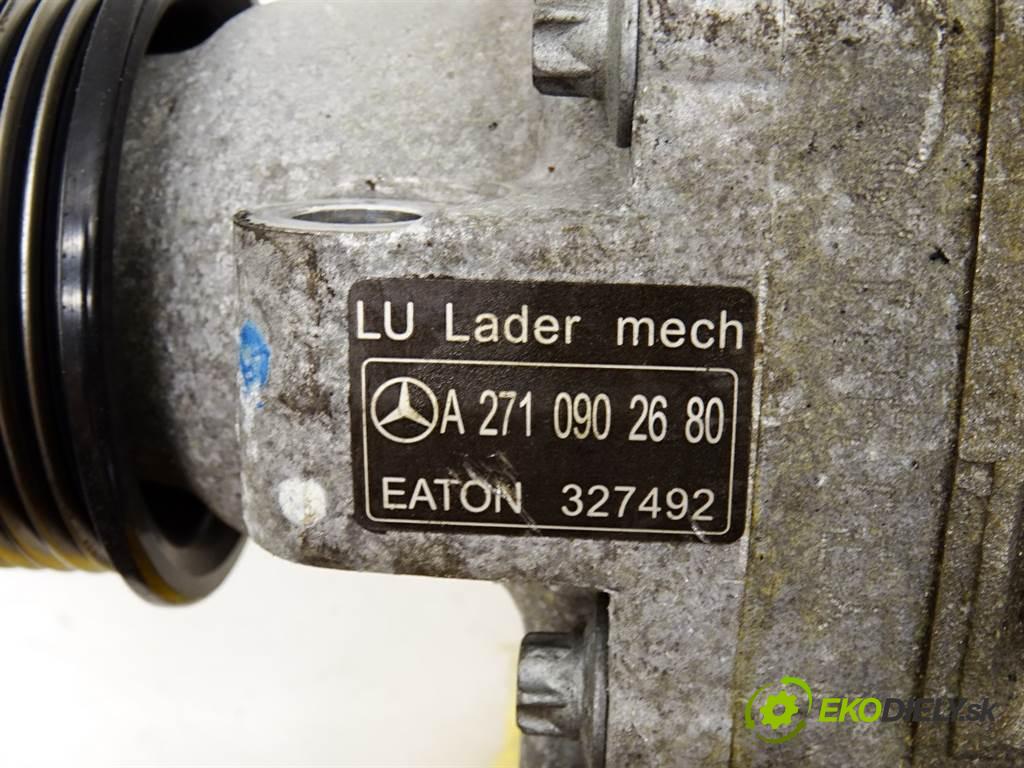 LU Lader mech
A 271 090 26 80
EATON 327492
EKODIELY.sk